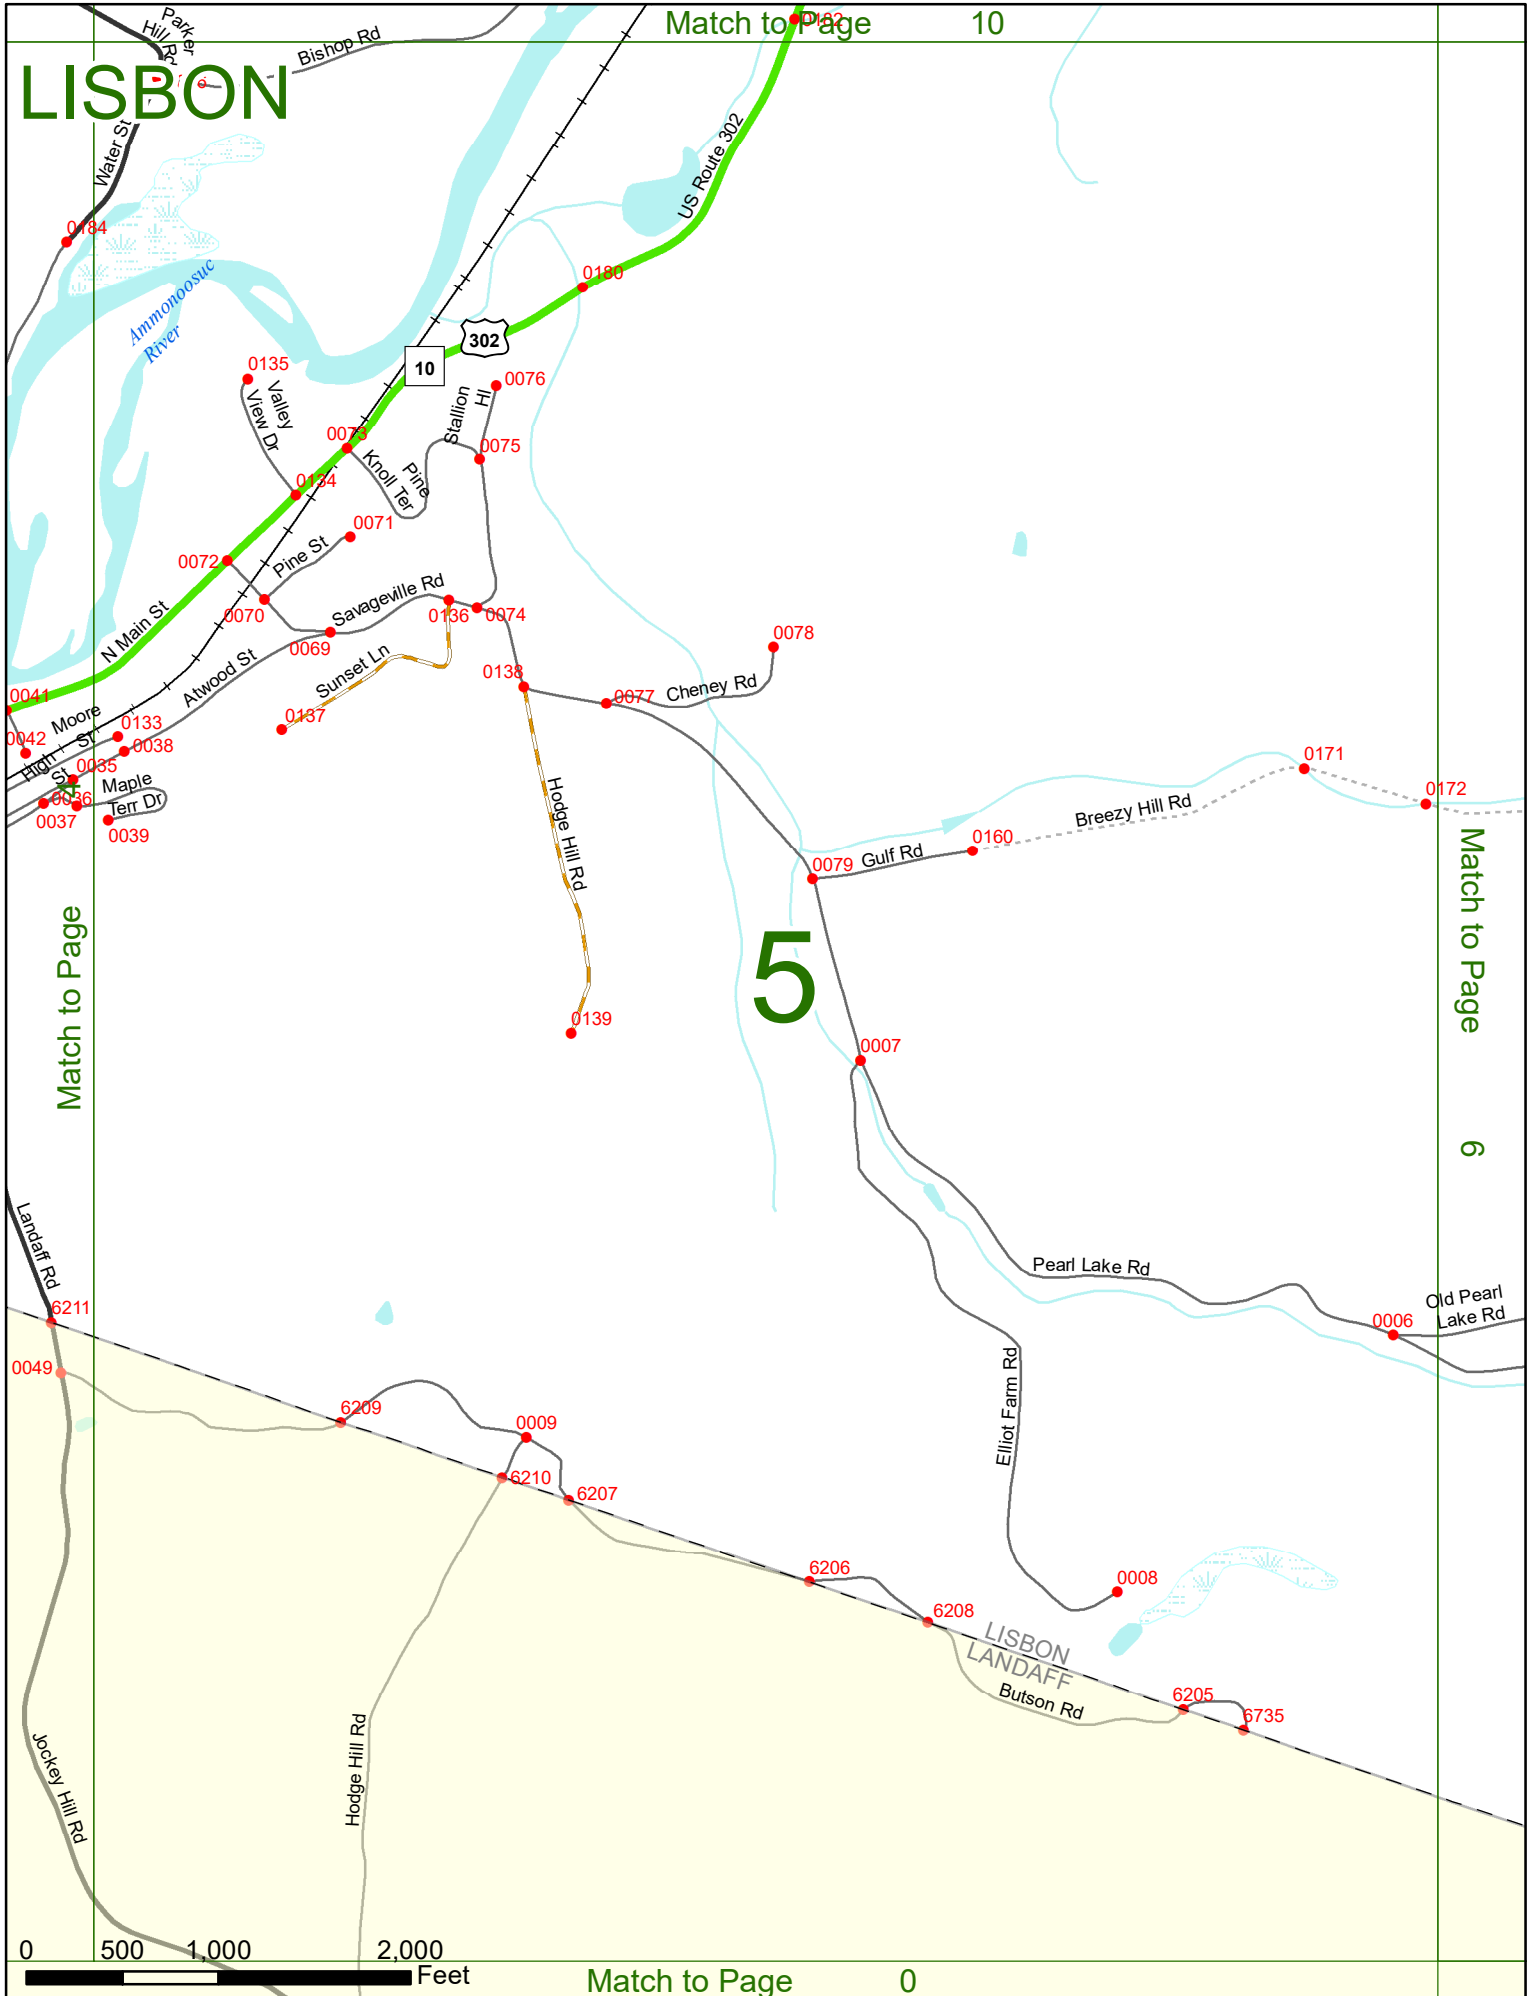 Match to Page 10
0182
LISBON
Parker
Hill Rd
Bishop Rd
Water St
0184
US Route 302
0180
Ammonoosuc
River
302
10
0135
Valley
View Dr
0076
Stallion
Hl
0073
0075
Knoll Ter
Pine
0134
0071
0072
Pine St
0070
Savageville Rd
0136
0074
0069
N Main St
Atwood St
Sunset Ln
0078
0138
0077
Cheney Rd
0041
Moore
St
0133
0137
0042
0038
High
St
0035
4
Maple
Terr Dr
0036
0037
0039
0171
0172
Breezy Hill Rd
Hodge Hill Rd
0160
0079
Gulf Rd
Match to Page
Match to Page 6
5
0139
0007
Landaff Rd
Pearl Lake Rd
Old Pearl
Lake Rd
6211
0006
0049
Elliot Farm Rd
6209
0009
6210
6207
6206
0008
6208
LISBON
LANDAFF
Butson Rd
6205
6735
Hodge Hill Rd
Jockey Hill Rd
0 500 1,000 2,000
Feet
Match to Page 0